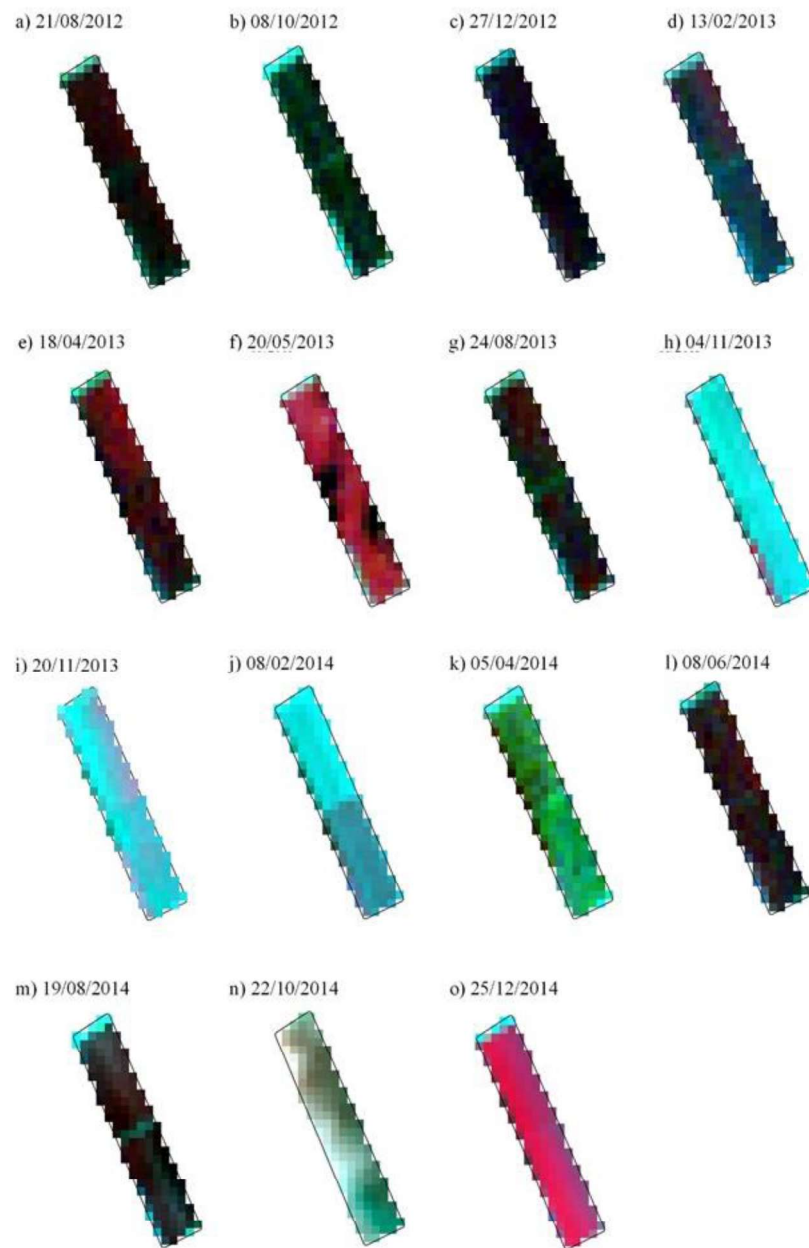 a) 21/08/2012
b) 08/10/2012
c) 27/12/2012
d) 13/02/2013
e) 18/04/2013
f) 20/05/2013
g) 24/08/2013
h) 04/11/2013
i) 20/11/2013
j) 08/02/2014
k) 05/04/2014
l) 08/06/2014
m) 19/08/2014
n) 22/10/2014
o) 25/12/2014